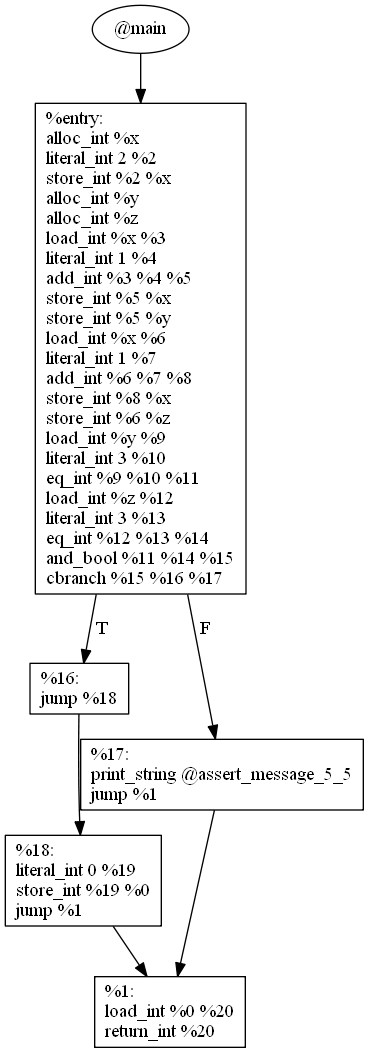 @main
%entry:
alloc_int %x
literal_int 2 %2
store_int %2 %x
alloc_int %y
alloc_int %z
load_int %x %3
literal_int 1 %4
add_int %3 %4 %5
store_int %5 %x
store_int %5 %y
load_int %x %6
literal_int 1 %7
add_int %6 %7 %8
store_int %8 %x
store_int %6 %z
load_int %y %9
literal_int 3 %10
eq_int %9 %10 %11
load_int %z %12
literal_int 3 %13
eq_int %12 %13 %14
and_bool %11 %14 %15
cbranch %15 %16 %17
T
F
%16:
jump %18
%17:
print_string @assert_message_5_5
jump %1
%18:
literal_int 0 %19
store_int %19 %0
jump %1
%1:
load_int %0 %20
return_int %20